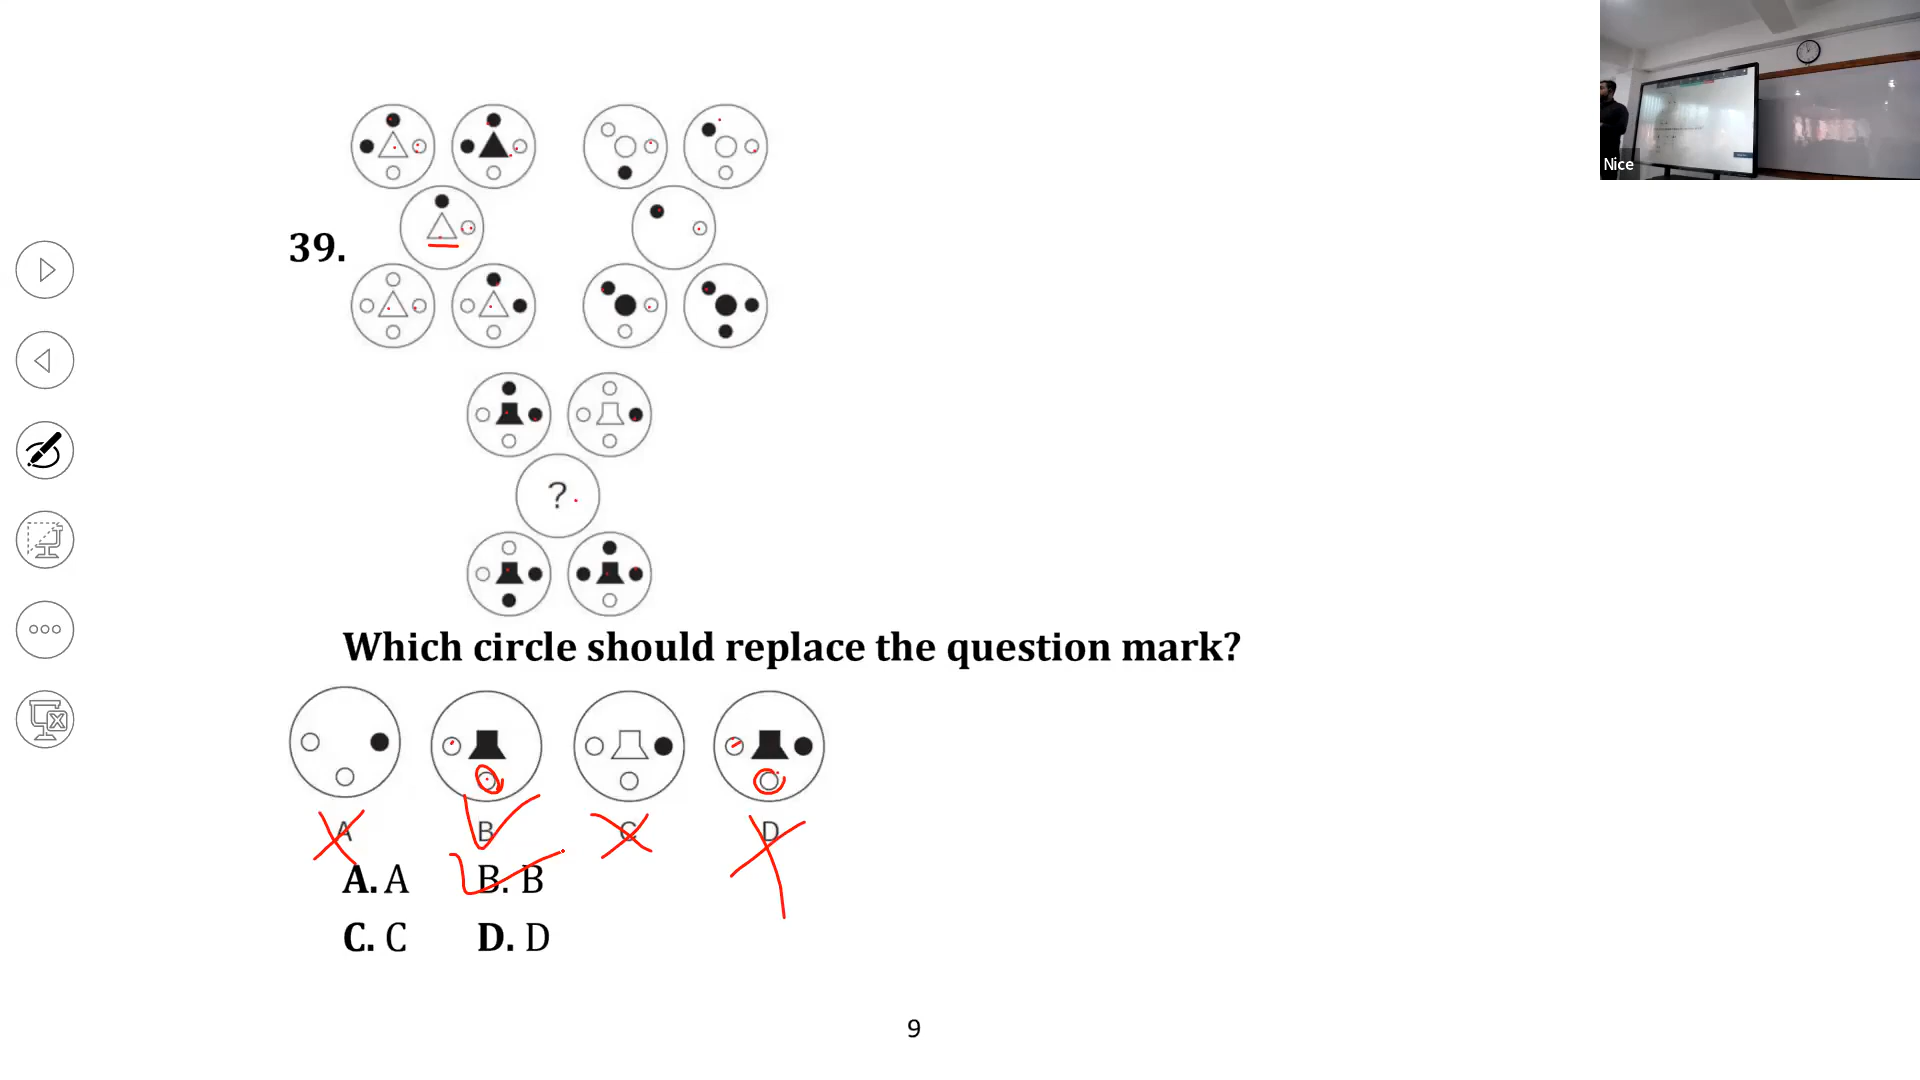 Nice
39.
?
Which circle should replace the question mark?
A B C D
A. A B. B
C. C D. D
9